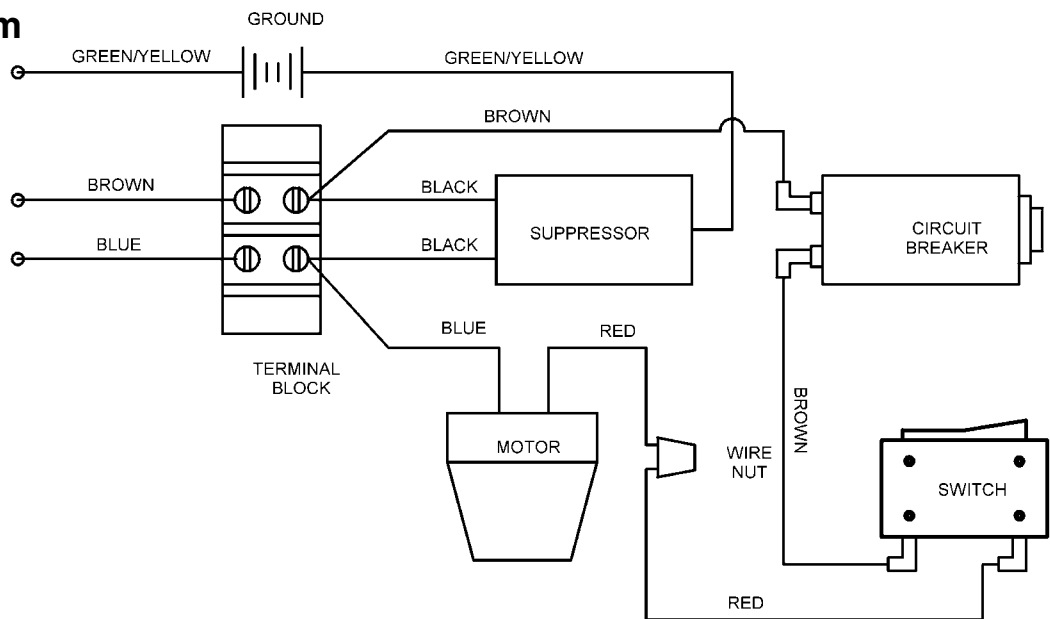 m
GROUND
GREEN/YELLOW
GREEN/YELLOW
BROWN
BROWN
BLACK
BLUE
BLACK
SUPPRESSOR
CIRCUIT
BREAKER
BLUE
RED
TERMINAL
BLOCK
MOTOR
WIRE
NUT
BROWN
SWITCH
RED